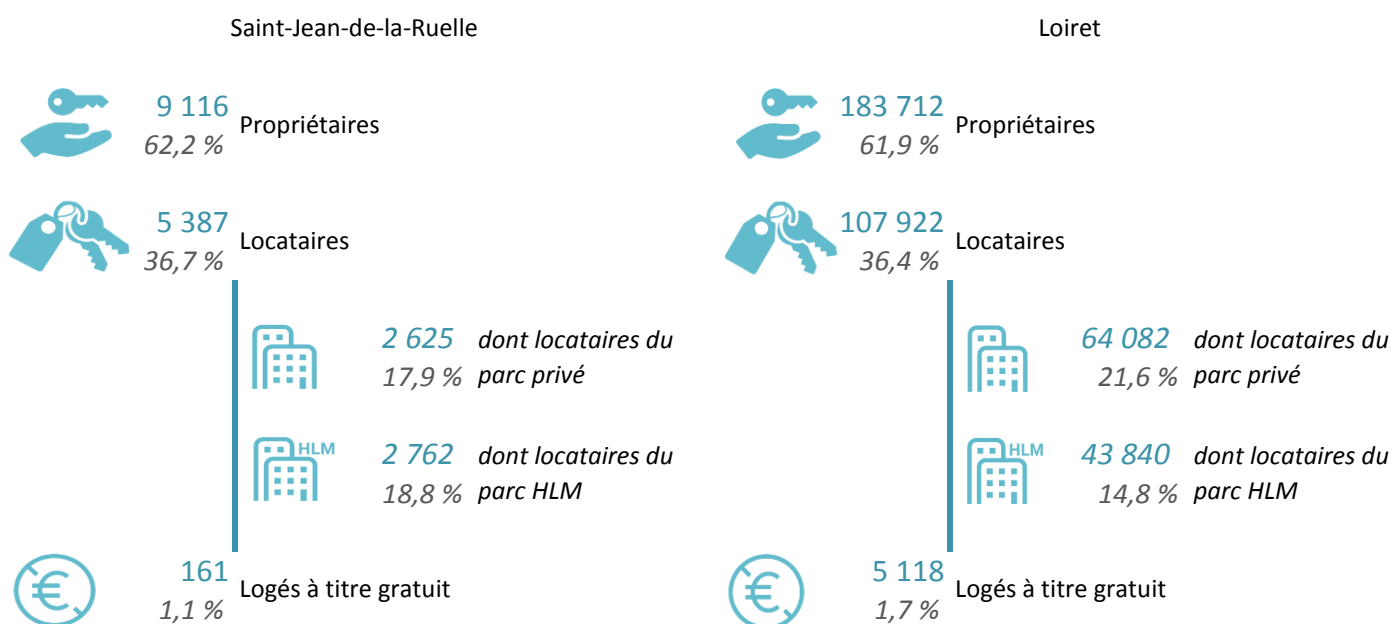 Saint-Jean-de-la-Ruelle
9 116
62,2 %
Propriétaires
5 387
36,7 %
Locataires
2 625
17,9 %
dont locataires du
parc privé
HLM
2 762
18,8 %
dont locataires du
parc HLM
€
161
1,1 %
Logés à titre gratuit
Loiret
183 712
61,9 %
Propriétaires
107 922
36,4 %
Locataires
64 082
21,6 %
dont locataires du
parc privé
HLM
43 840
14,8 %
dont locataires du
parc HLM
€
5 118
1,7 %
Logés à titre gratuit